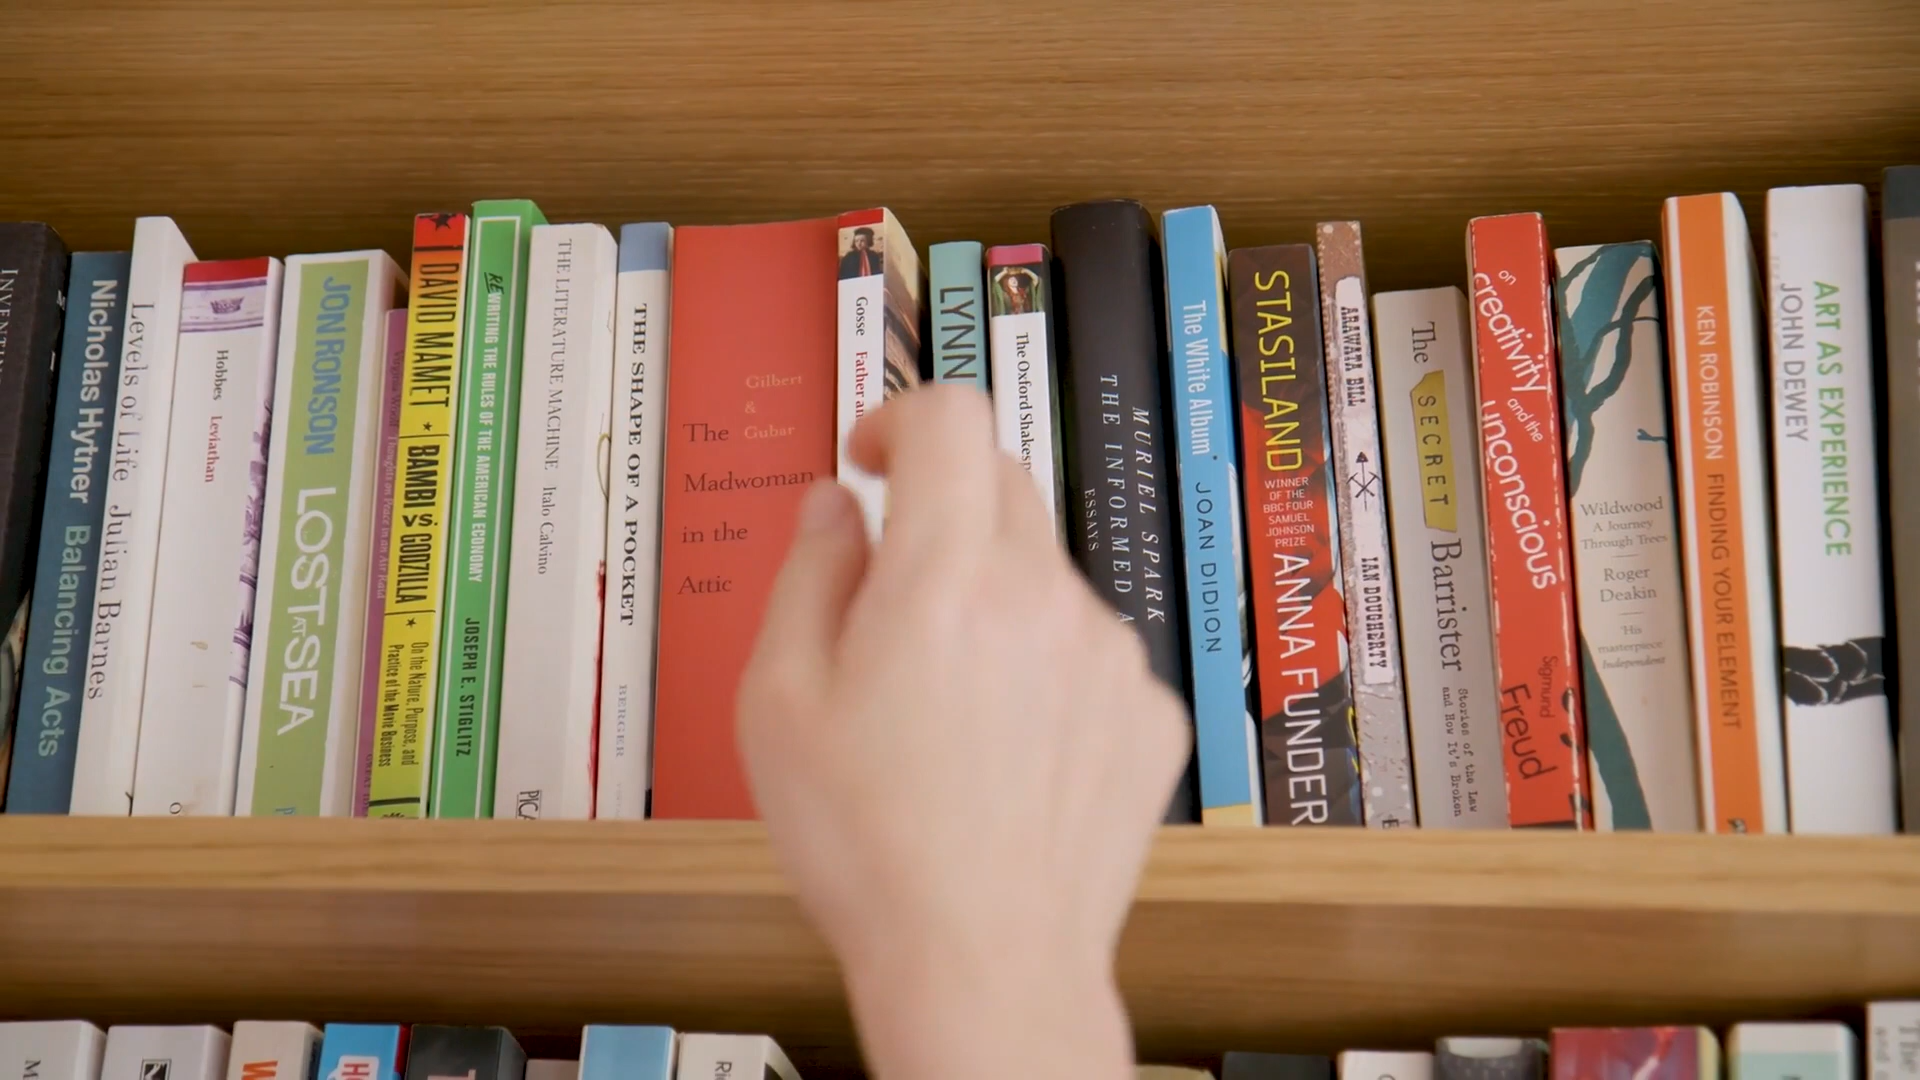 Nicholas Hytner Balancing Acts
Levels of Life Julian Barnes
Hobbes Leviathan
JON RONSON LOST AT SEA
DAVID MAMET ★ BAMBI vs. GODZILLA ★ On the Nature, Purpose, and
Practice of the Movie Business
REWRITING THE RULES OF THE AMERICAN ECONOMY JOSEPH E. STIGLITZ
THE LITERATURE MACHINE Italo Calvino
THE SHAPE OF A POCKET BERGER
Gilbert
&
Gubar
The
Madwoman
in the
Attic
Gosse Father
LYNN
The Oxford
MURIEL SPARK
THE INFORMED
ESSAYS
The White Album JOAN DIDION
STASILAND
WINNER
OF THE
BBC FOUR
SAMUEL
JOHNSON
PRIZE
ANNA FUNDER
ARAWATA BILL IAN DOUGHERTY
The SECRET Barrister
Stories of the Law
and How It's Broken
on
creativity
and the
unconscious
Sigmund
Freud
Wildwood
A Journey
Through Trees
Roger
Deakin
'His
masterpiece
Independent
KEN ROBINSON FINDING YOUR ELEMENT
ART AS EXPERIENCE
JOHN DEWEY